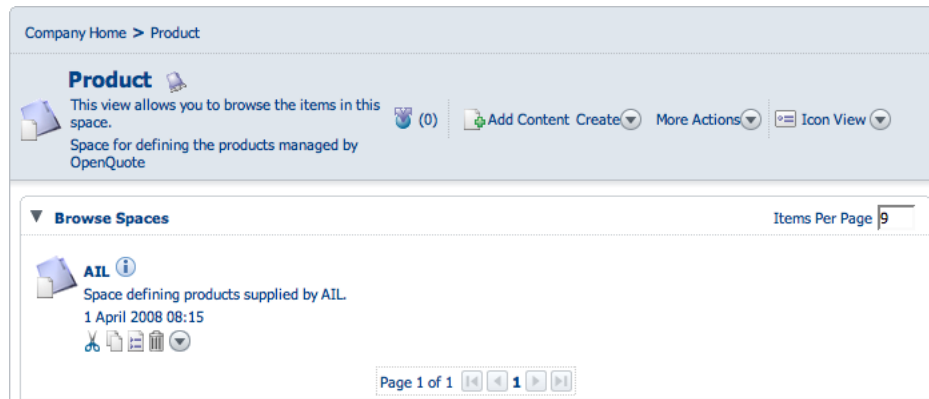 Company Home > Product
Product
This view allows you to browse the items in this
space.
Space for defining the products managed by
OpenQuote
(0)
Add Content Create More Actions Icon View
Browse Spaces
Items Per Page 9
AIL
Space defining products supplied by AIL.
1 April 2008 08:15
Page 1 of 1 1